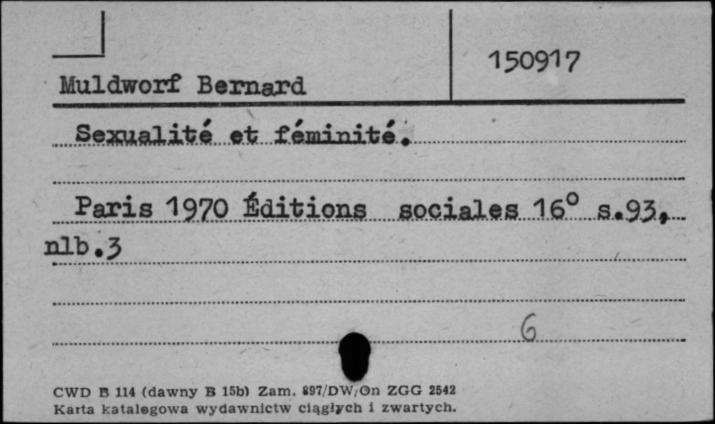 150917
Muldworf Bernard
Sexualité et féminité.
Paris 1970 Éditions sociales 16° s.93,
nlb.3
6
CWD B 114 (dawny B 15b) Zam. 897/DW/On ZGG 2542
Karta katalogowa wydawnictw ciągłych i zwartych.